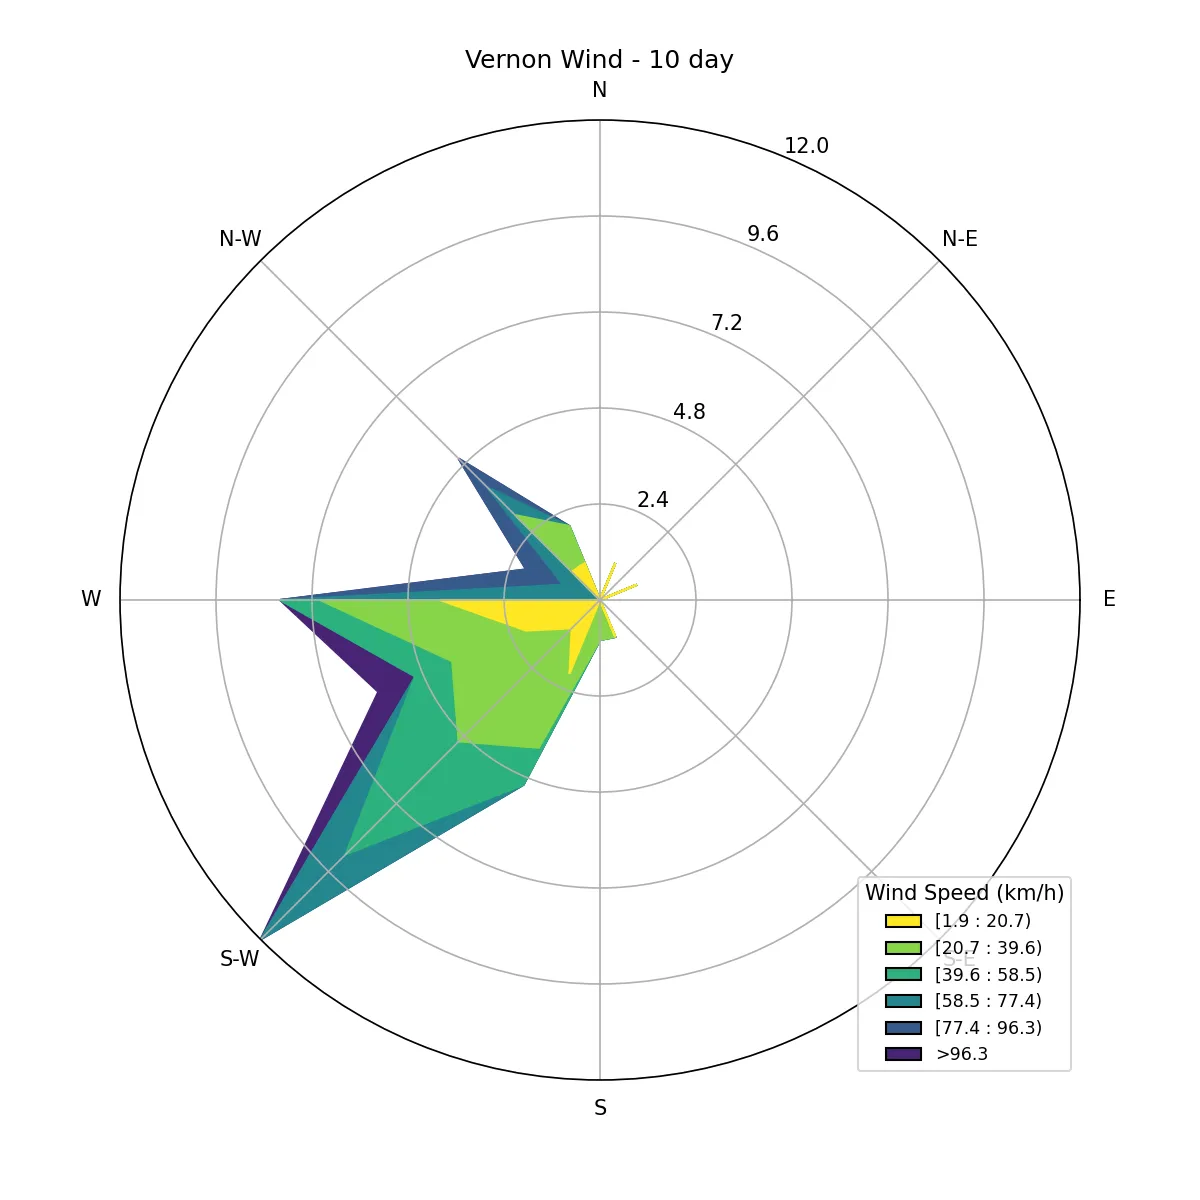 Vernon Wind - 10 day
N
12.0
N-W
9.6
N-E
7.2
4.8
2.4
W
E
S-W
S-E
S
Wind Speed (km/h)
[1.9 : 20.7)
[20.7 : 39.6)
[39.6 : 58.5)
[58.5 : 77.4)
[77.4 : 96.3)
>96.3